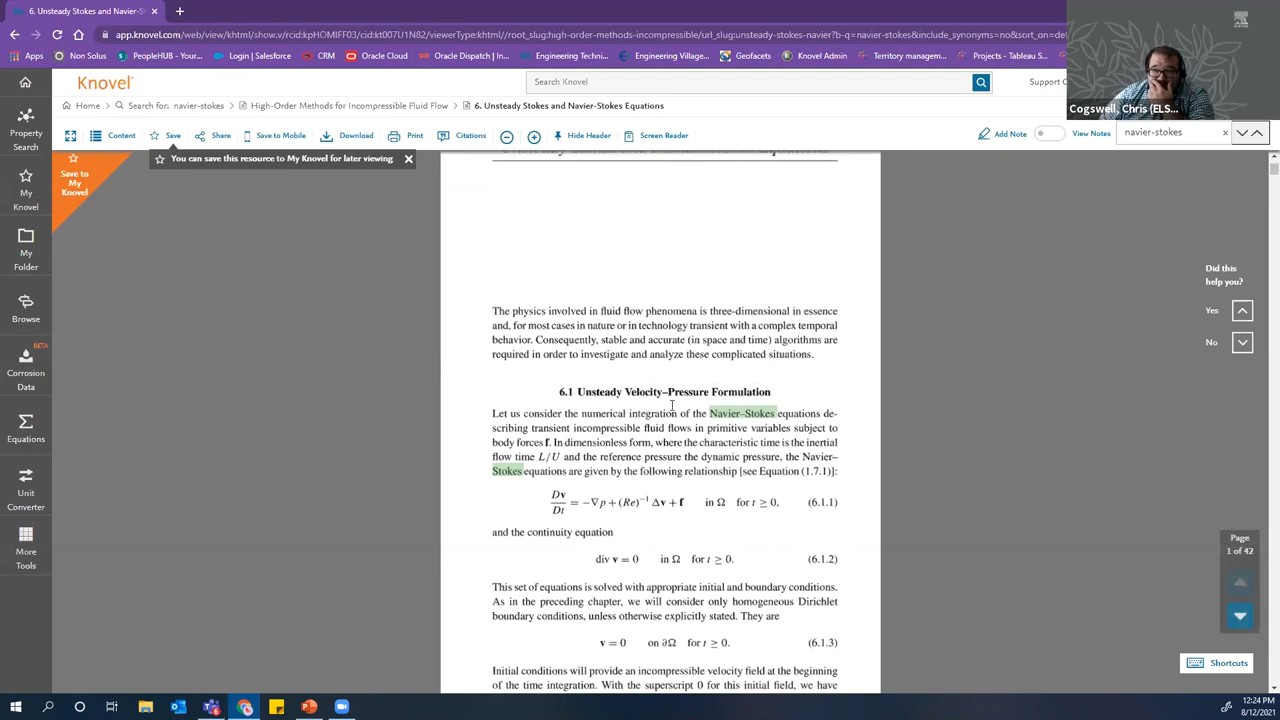 6. Unsteady Stokes and Navier-Sto
app.knovel.com/web/view/khtml/show.v/rcid:kpHOMIFF03/cid:kt007U1N82/viewerType:khtml//root_slug:high-order-methods-incompressible/url_slug:unsteady-stokes-navier?b-q=navier-stokes&include_synonyms=no&sort_on=def
Apps Non Solus PeopleHUB - Your... Login | Salesforce Oracle Cloud Ex Oracle Cloud Engineering Confe... Engineering Village... Geofacets Knovel Admin Territory managem... Projects - Tableau S...
Cogswell, Chris (ELS...
Knovel
Search Knovel
Support C
Home Search for: navier-stokes High-Order Methods for Incompressible Fluid Flow 6. Unsteady Stokes and Navier-Stokes Equations
Content Save Share Save to Mobile Download Print Citations Hide Header Screen Reader Add Note View Notes navier-stokes
You can save this resource to My Knovel for later viewing
Save to
My
Knovel
Property
Search
My
Knovel
My
Folder
Browse
BETA
Corrosion
Data
Equations
Unit
Converter
More
Tools
The physics involved in fluid flow phenomena is three-dimensional in essence
and, for most cases in nature or in technology transient with a complex temporal
behavior. Consequently, stable and accurate (in space and time) algorithms are
required in order to investigate and analyze these complicated situations.
6.1 Unsteady Velocity–Pressure Formulation
Let us consider the numerical integration of the Navier–Stokes equations de-
scribing transient incompressible fluid flows in primitive variables subject to
body forces f. In dimensionless form, where the characteristic time is the inertial
flow time L/U and the reference pressure the dynamic pressure, the Navier–
Stokes equations are given by the following relationship [see Equation (1.7.1)]:
Dv/Dt = −∇p + (Re)⁻¹ Δv + f in Ω for t ≥ 0, (6.1.1)
and the continuity equation
div v = 0 in Ω for t ≥ 0. (6.1.2)
This set of equations is solved with appropriate initial and boundary conditions.
As in the preceding chapter, we will consider only homogeneous Dirichlet
boundary conditions, unless otherwise explicitly stated. They are
v = 0 on ∂Ω for t ≥ 0. (6.1.3)
Initial conditions will provide an incompressible velocity field at the beginning
of the time integration. With the superscript 0 for this initial field, we have
Did this
help you?
Yes
No
Page
1 of 42
Shortcuts
12:24 PM
8/12/2021